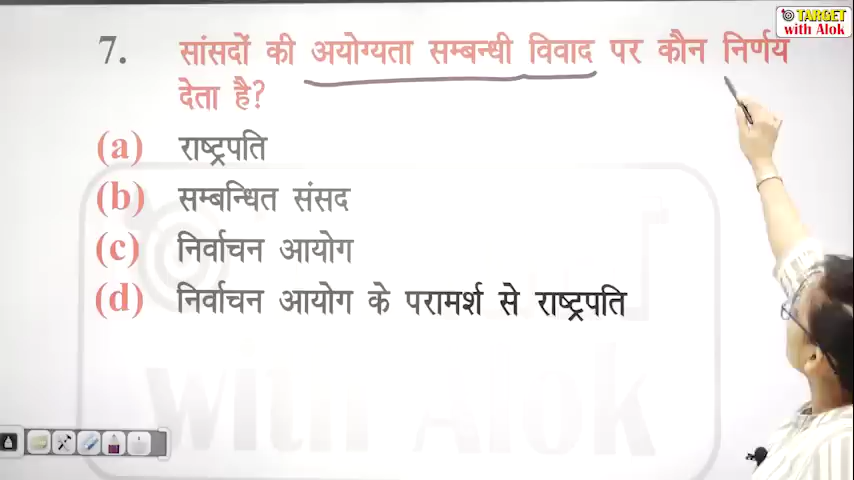 TARGET
with Alok
7. सांसदों की अयोग्यता सम्बन्धी विवाद पर कौन निर्णय
देता है?
(a) राष्ट्रपति
(b) सम्बन्धित संसद
(c) निर्वाचन आयोग
(d) निर्वाचन आयोग के परामर्श से राष्ट्रपति
with Alok